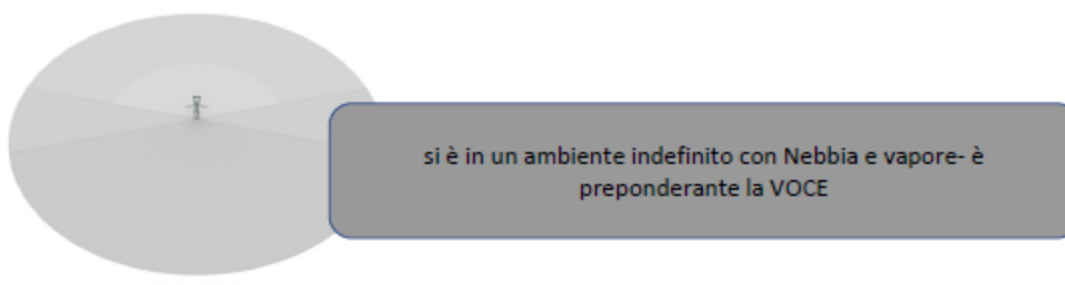 si è in un ambiente indefinito con Nebbia e vapore- è
preponderante la VOCE